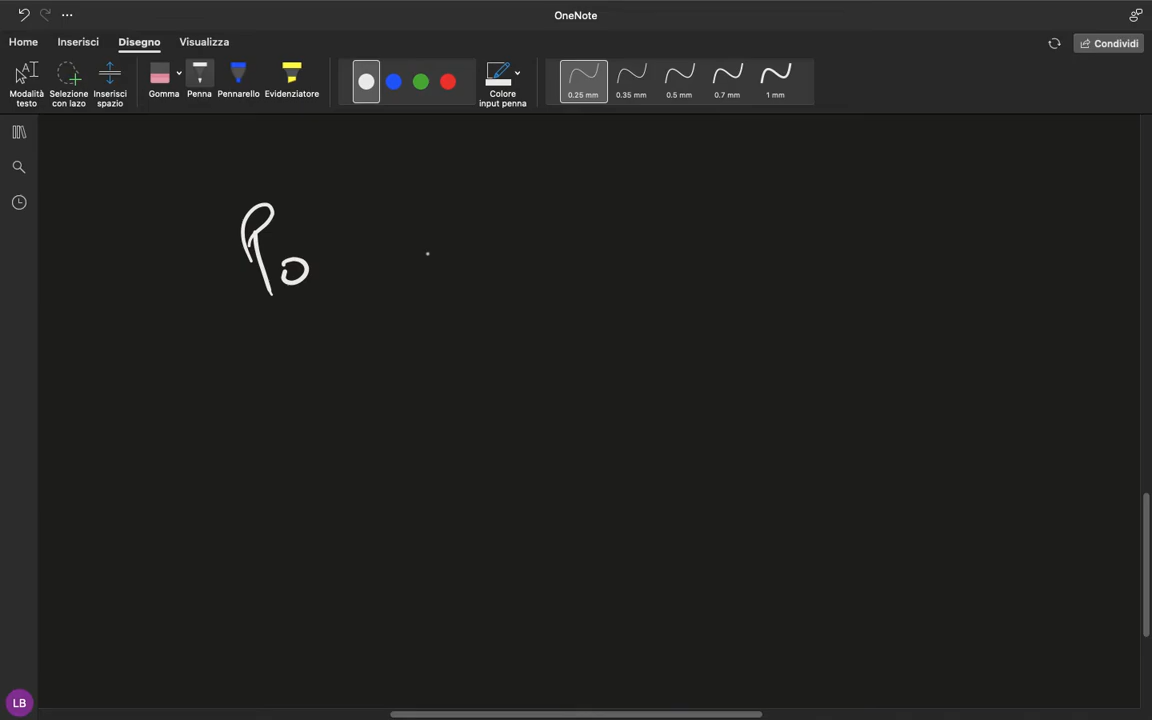 OneNote
Home Inserisci Disegno Visualizza
Condividi
Modalità testo
Selezione con lazo
Inserisci spazio
Gomma
Penna
Pennarello
Evidenziatore
Colore input penna
0.25 mm
0.35 mm
0.5 mm
0.7 mm
1 mm
Po
LB